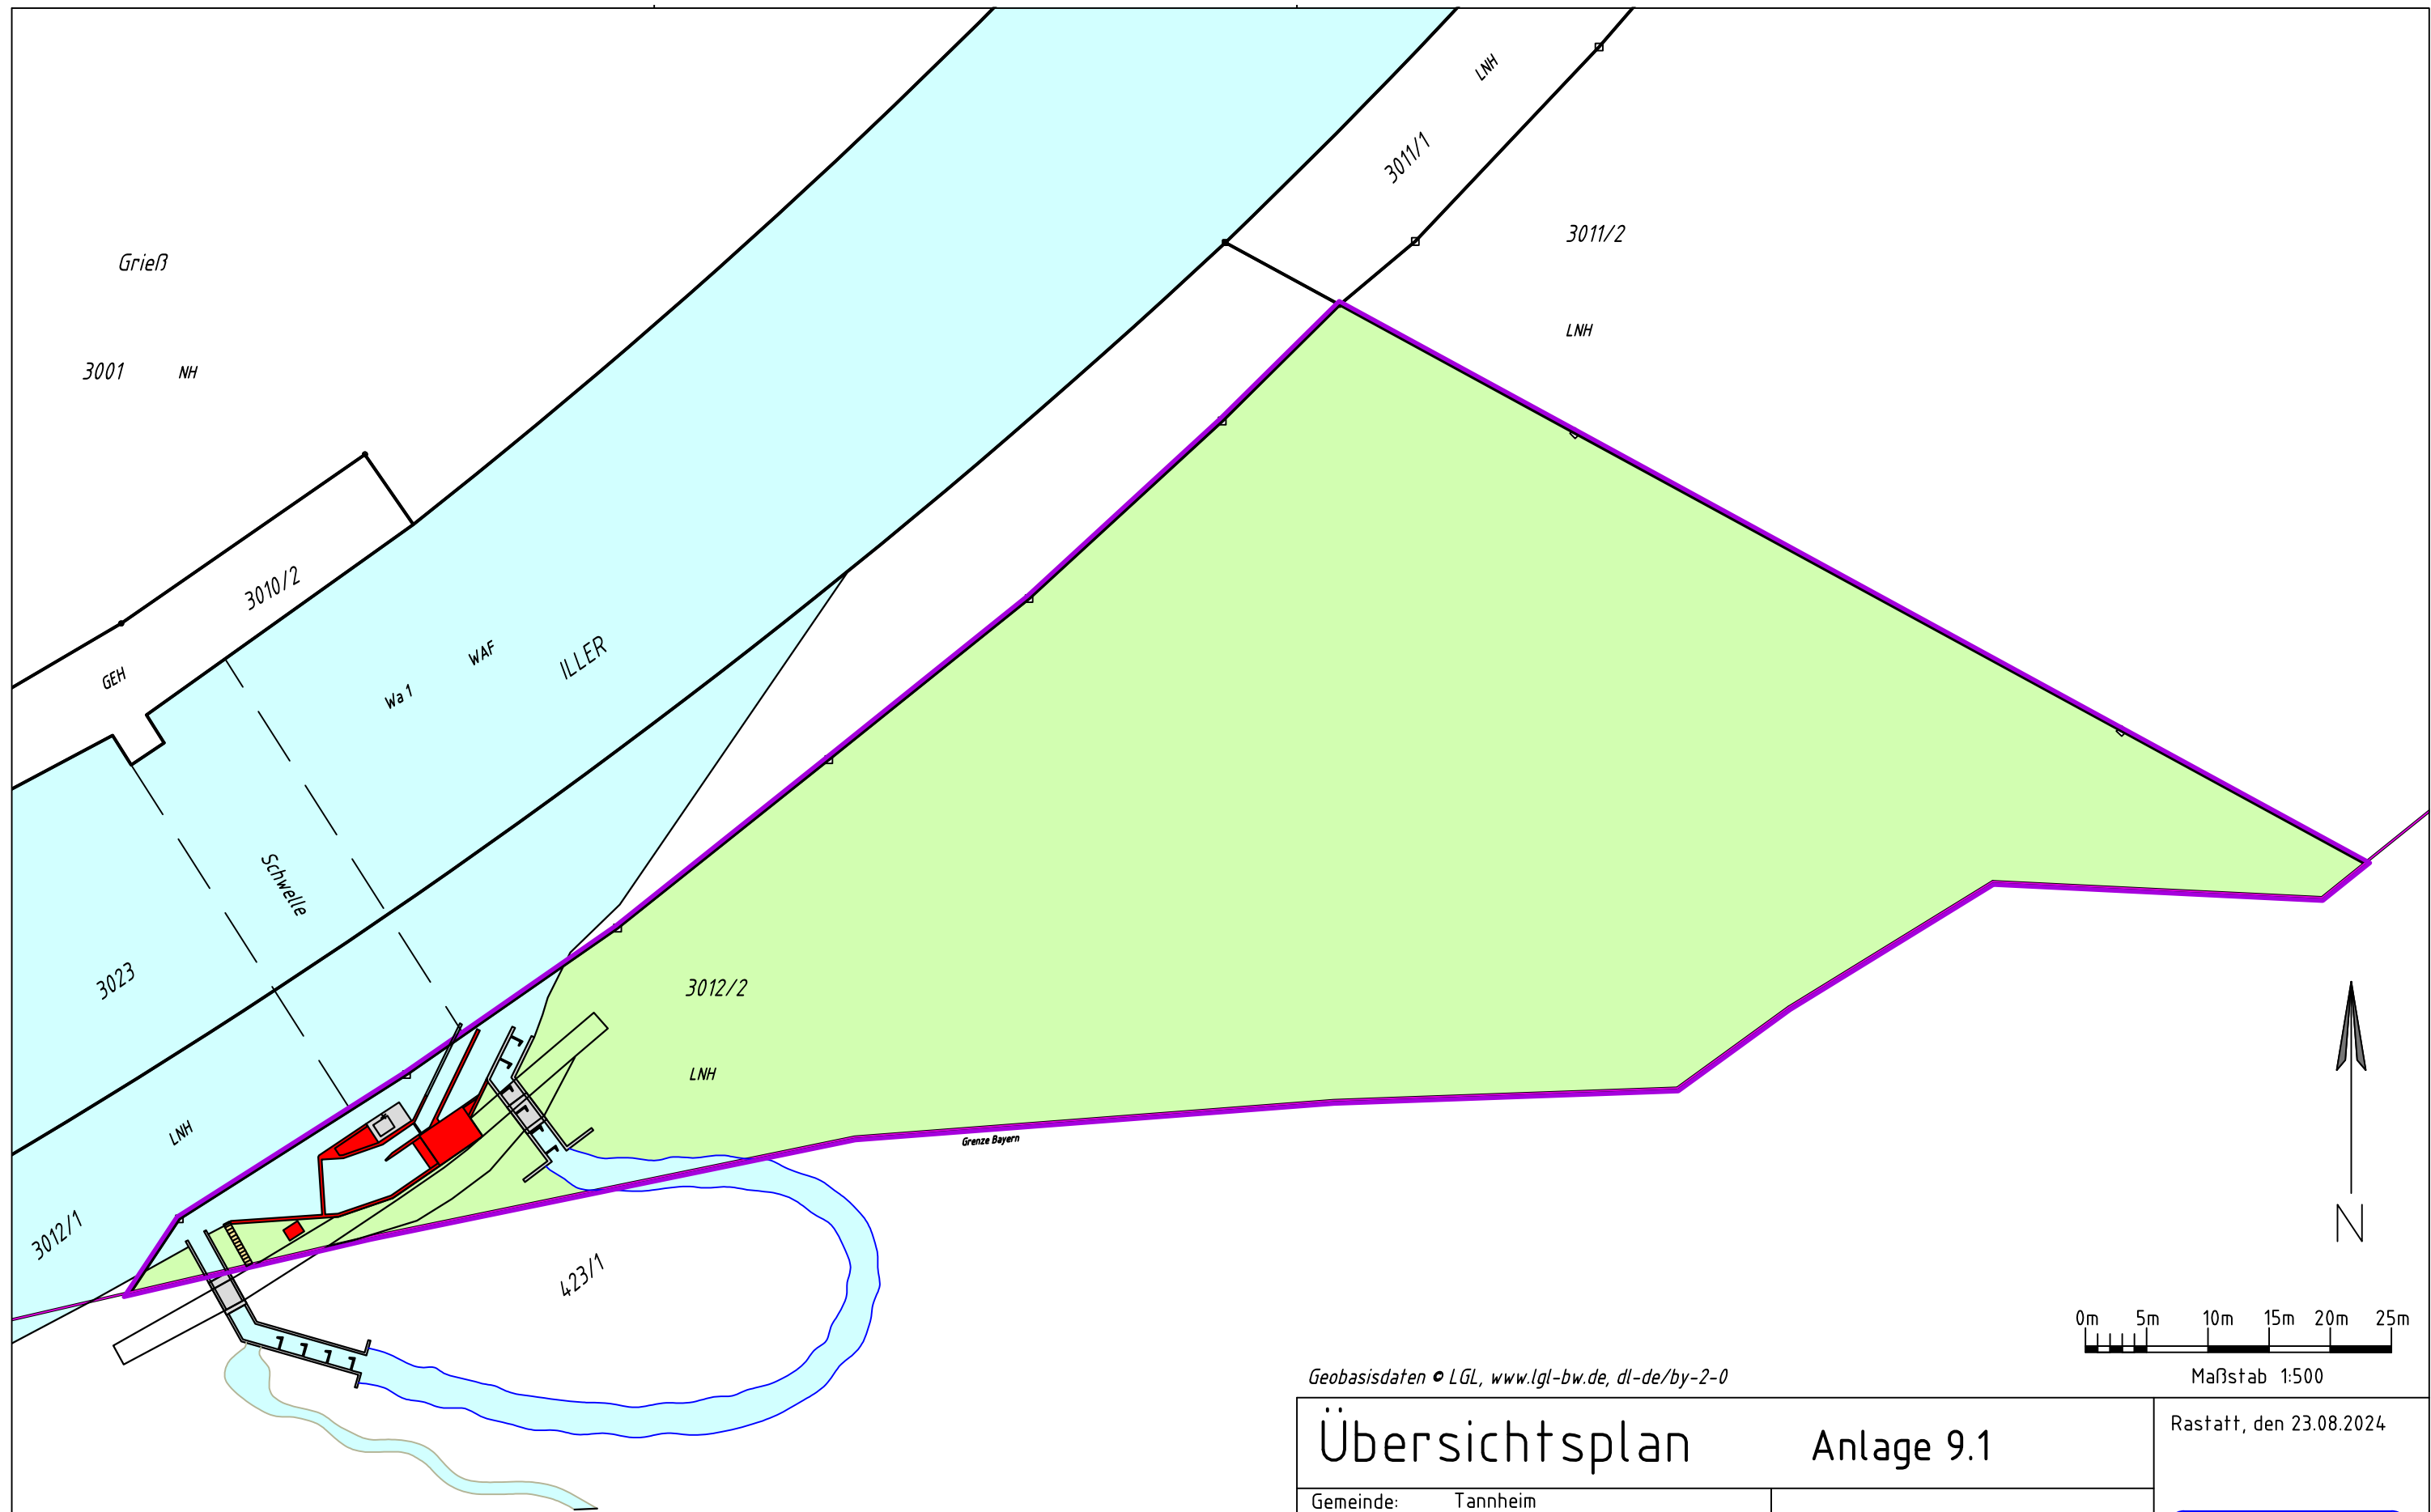 LNH
3011/1
3011/2
Grieß
LNH
3001 NH
3010/2
WAF
ILLER
GEH
Wa 1
Schwelle
3023
3012/2
LNH
LNH
Grenze Bayern
3012/1
N
423/1
0m 5m 10m 15m 20m 25m
Maßstab 1:500
Geobasisdaten © LGL, www.lgl-bw.de, dl-de/by-2-0
Übersichtsplan Anlage 9.1
Rastatt, den 23.08.2024
Gemeinde: Tannheim